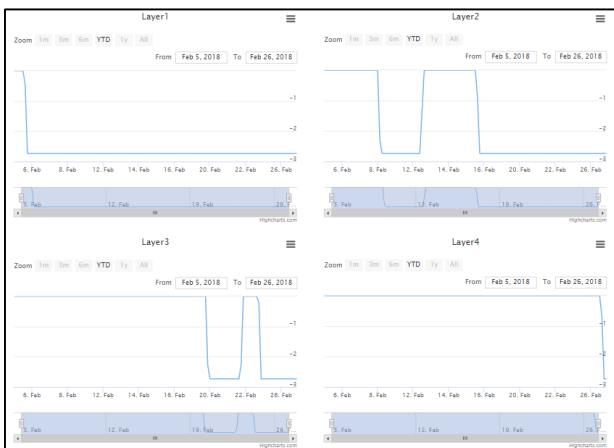 Layer1
Zoom 1m 3m 6m YTD 1y All
From Feb 5, 2018 To Feb 26, 2018
-1
-2
-3
6. Feb 8. Feb 12. Feb 14. Feb 16. Feb 20. Feb 22. Feb 26. Feb
5. Feb 12. Feb 19. Feb 26. …
Highcharts.com
Layer2
Zoom 1m 3m 6m YTD 1y All
From Feb 5, 2018 To Feb 26, 2018
-1
-2
-3
6. Feb 8. Feb 12. Feb 14. Feb 16. Feb 20. Feb 22. Feb 26. Feb
5. Feb 12. Feb 19. Feb 26. …
Highcharts.com
Layer3
Zoom 1m 3m 6m YTD 1y All
From Feb 5, 2018 To Feb 26, 2018
-1
-2
-3
6. Feb 8. Feb 12. Feb 14. Feb 16. Feb 20. Feb 22. Feb 26. Feb
5. Feb 12. Feb 19. Feb 26. …
Highcharts.com
Layer4
Zoom 1m 3m 6m YTD 1y All
From Feb 5, 2018 To Feb 26, 2018
-1
-2
-3
6. Feb 8. Feb 12. Feb 14. Feb 16. Feb 20. Feb 22. Feb 26. Feb
5. Feb 12. Feb 19. Feb 26. …
Highcharts.com